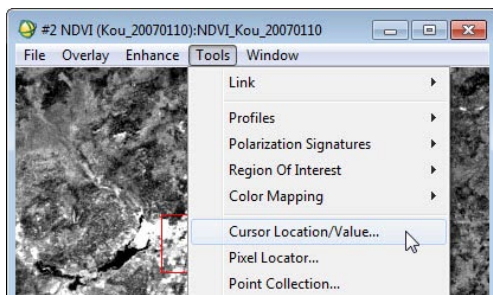 #2 NDVI (Kou_20070110):NDVI_Kou_20070110
File Overlay Enhance Tools Window
Link
Profiles
Polarization Signatures
Region Of Interest
Color Mapping
Cursor Location/Value...
Pixel Locator...
Point Collection...